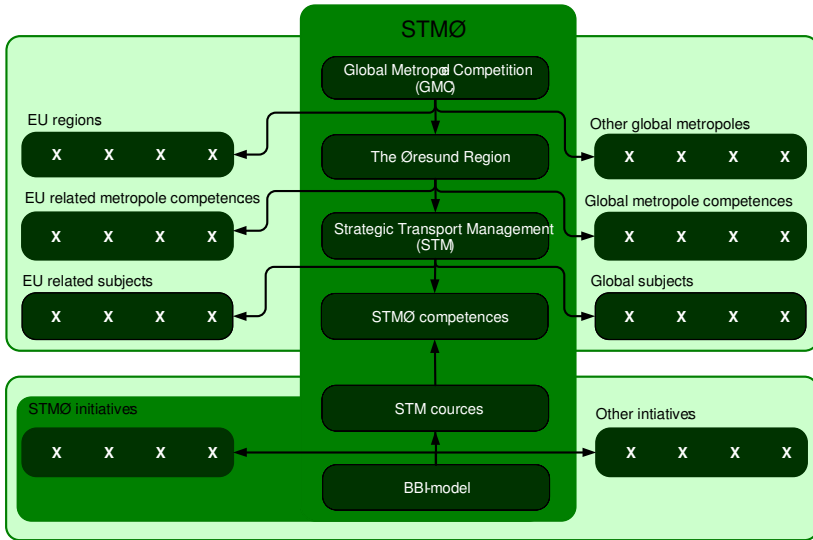 STMØ
Global Metropol Competition
(GMC)
EU regions
X X X X
Other global metropoles
X X X X
The Øresund Region
EU related metropole competences
X X X X
Global metropole competences
X X X X
Strategic Transport Management
(STM)
EU related subjects
X X X X
Global subjects
X X X X
STMØ competences
STMØ initiatives
X X X X
STM cources
Other intiatives
X X X X
BBI-model